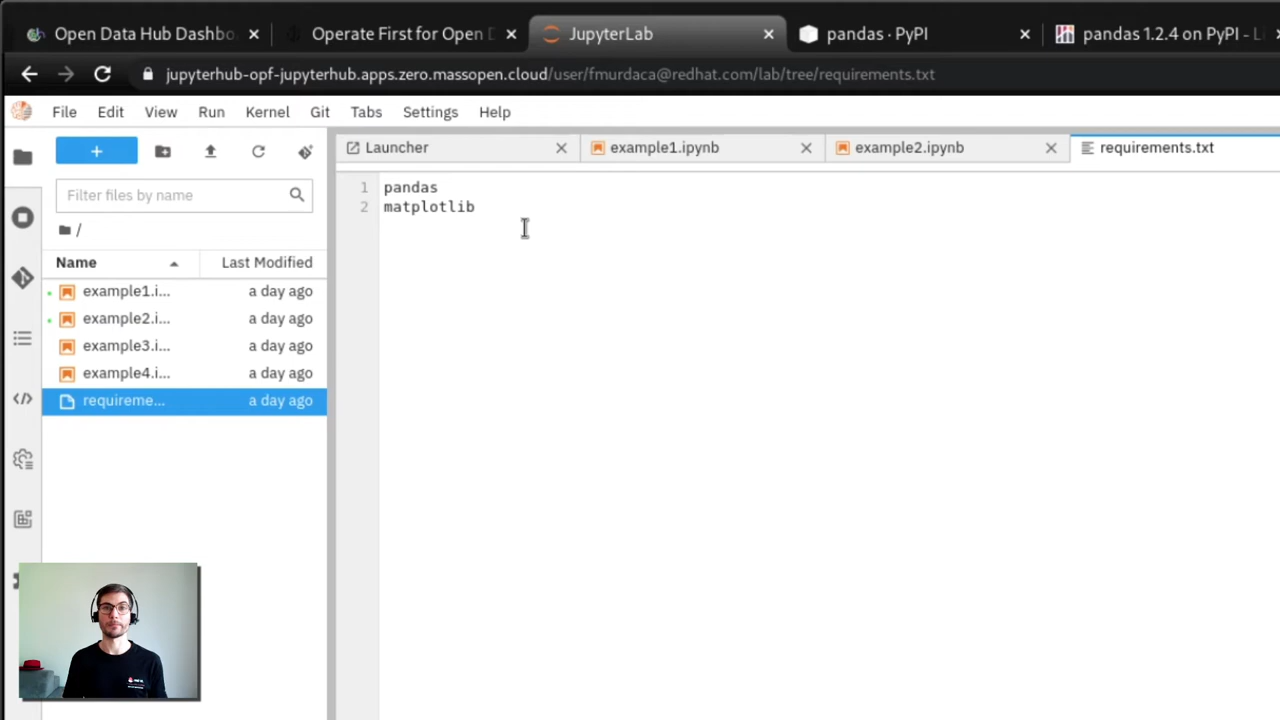 Open Data Hub Dashbo
Operate First for Open D
JupyterLab
pandas · PyPI
pandas 1.2.4 on PyPI - Li
jupyterhub-opf-jupyterhub.apps.zero.massopen.cloud/user/fmurdaca@redhat.com/lab/tree/requirements.txt
File Edit View Run Kernel Git Tabs Settings Help
Launcher
example1.ipynb
example2.ipynb
requirements.txt
Filter files by name
/
Name Last Modified
example1.i... a day ago
example2.i... a day ago
example3.i... a day ago
example4.i... a day ago
requireme... a day ago
1 pandas
2 matplotlib